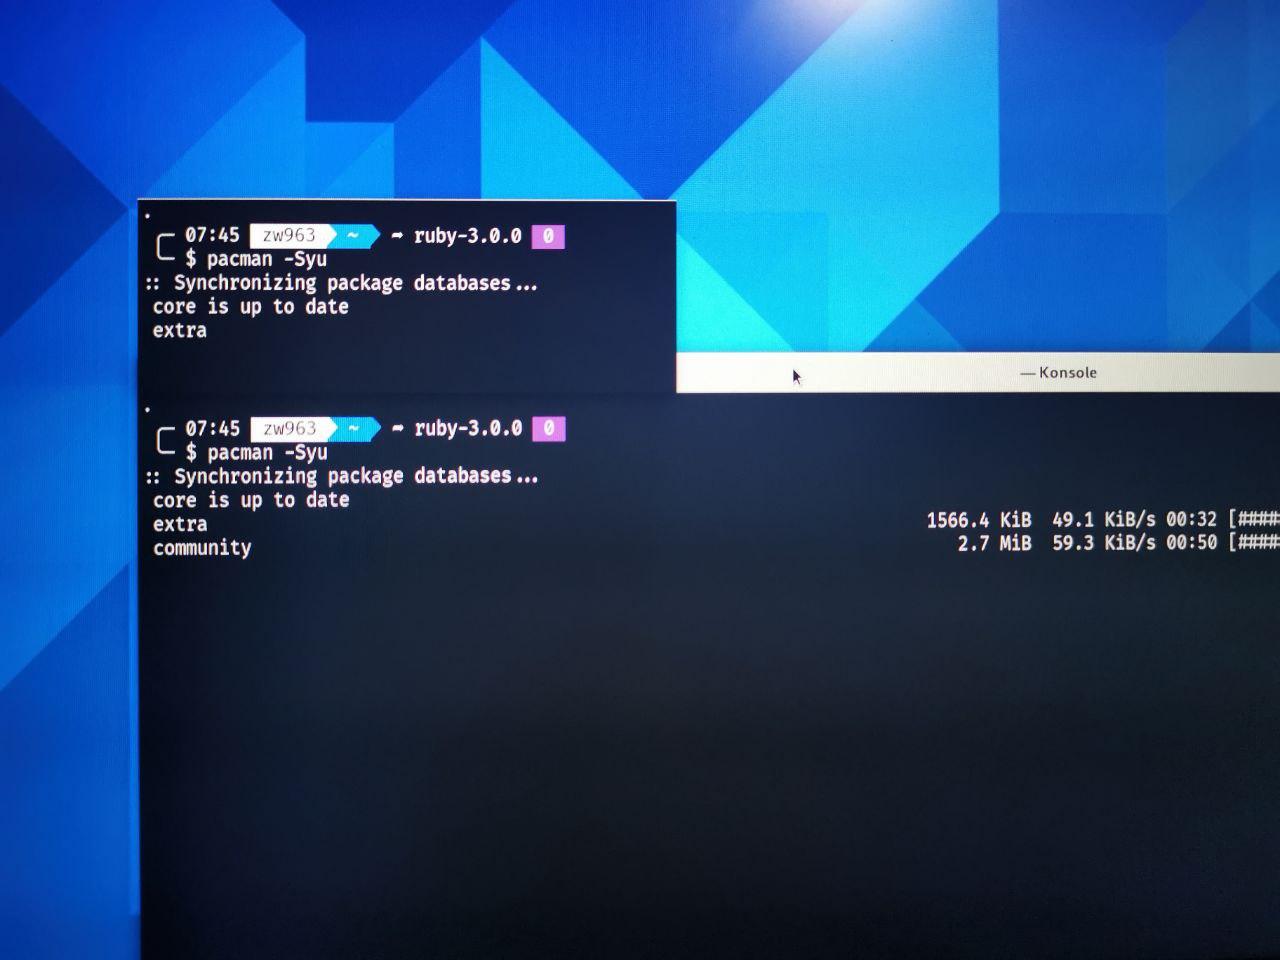 07:45 zw963 ~ ➡ ruby-3.0.0 0
$ pacman -Syu
:: Synchronizing package databases...
core is up to date
extra
— Konsole
07:45 zw963 ~ ➡ ruby-3.0.0 0
$ pacman -Syu
:: Synchronizing package databases...
core is up to date
extra 1566.4 KiB 49.1 KiB/s 00:32 [####
community 2.7 MiB 59.3 KiB/s 00:50 [####